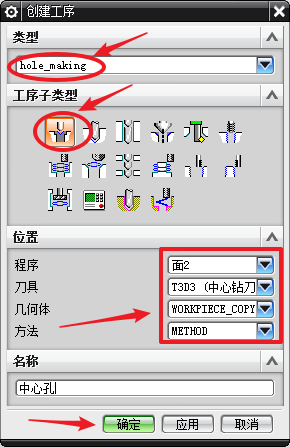 创建工序
类型
hole_making
工序子类型
位置
程序 面2
刀具 T3D3 (中心钻刀
几何体 WORKPIECE_COPY
方法 METHOD
名称
中心孔
确定 应用 取消